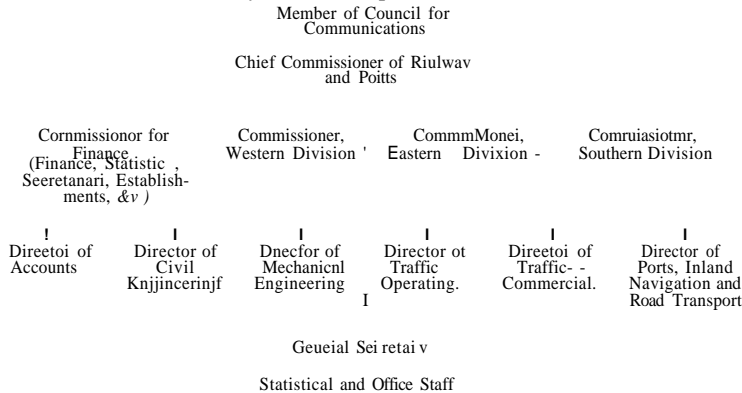 Member of Council for
Communications
Chief Commissioner of Riulwav
and Poitts
Cornmissionor for
Finance
(Finance, Statistic ,
Seeretanari, Establish-
ments, &v )
Commissioner,
Western Division '
CommmMonei,
Eastern Divixion -
Comruiasiotmr,
Southern Division
!
Direetoi of
Accounts
I
Director of
Civil
Knjjincerinjf
I
Dnecfor of
Mechanicnl
Engineering
I
I
Director ot
Traffic
Operating.
I
Direetoi of
Traffic- -
Commercial.
I
Director of
Ports, Inland
Navigation and
Road Transport
Geueial Sei retai v
Statistical and Office Staff